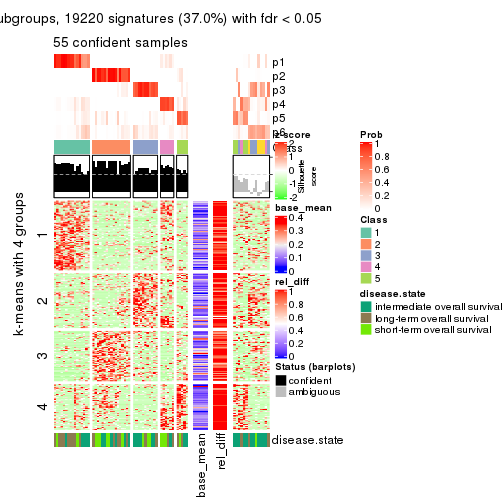 ubgroups, 19220 signatures (37.0%) with fdr < 0.05
55 confident samples
p1
p2
p3
p4
p5
p6
Class
Silhouette
score
k-means with 4 groups
1
2
3
4
base_mean
rel_diff
disease.state
z-score
2
-2
base_mean
0.4
0.3
0.2
0.1
0
rel_diff
1
0.8
0.6
0.4
0.2
0
Status (barplots)
confident
ambiguous
Prob
1
0.8
0.6
0.4
0.2
0
Class
1
2
3
4
5
disease.state
intermediate overall survival
long-term overall survival
short-term overall survival